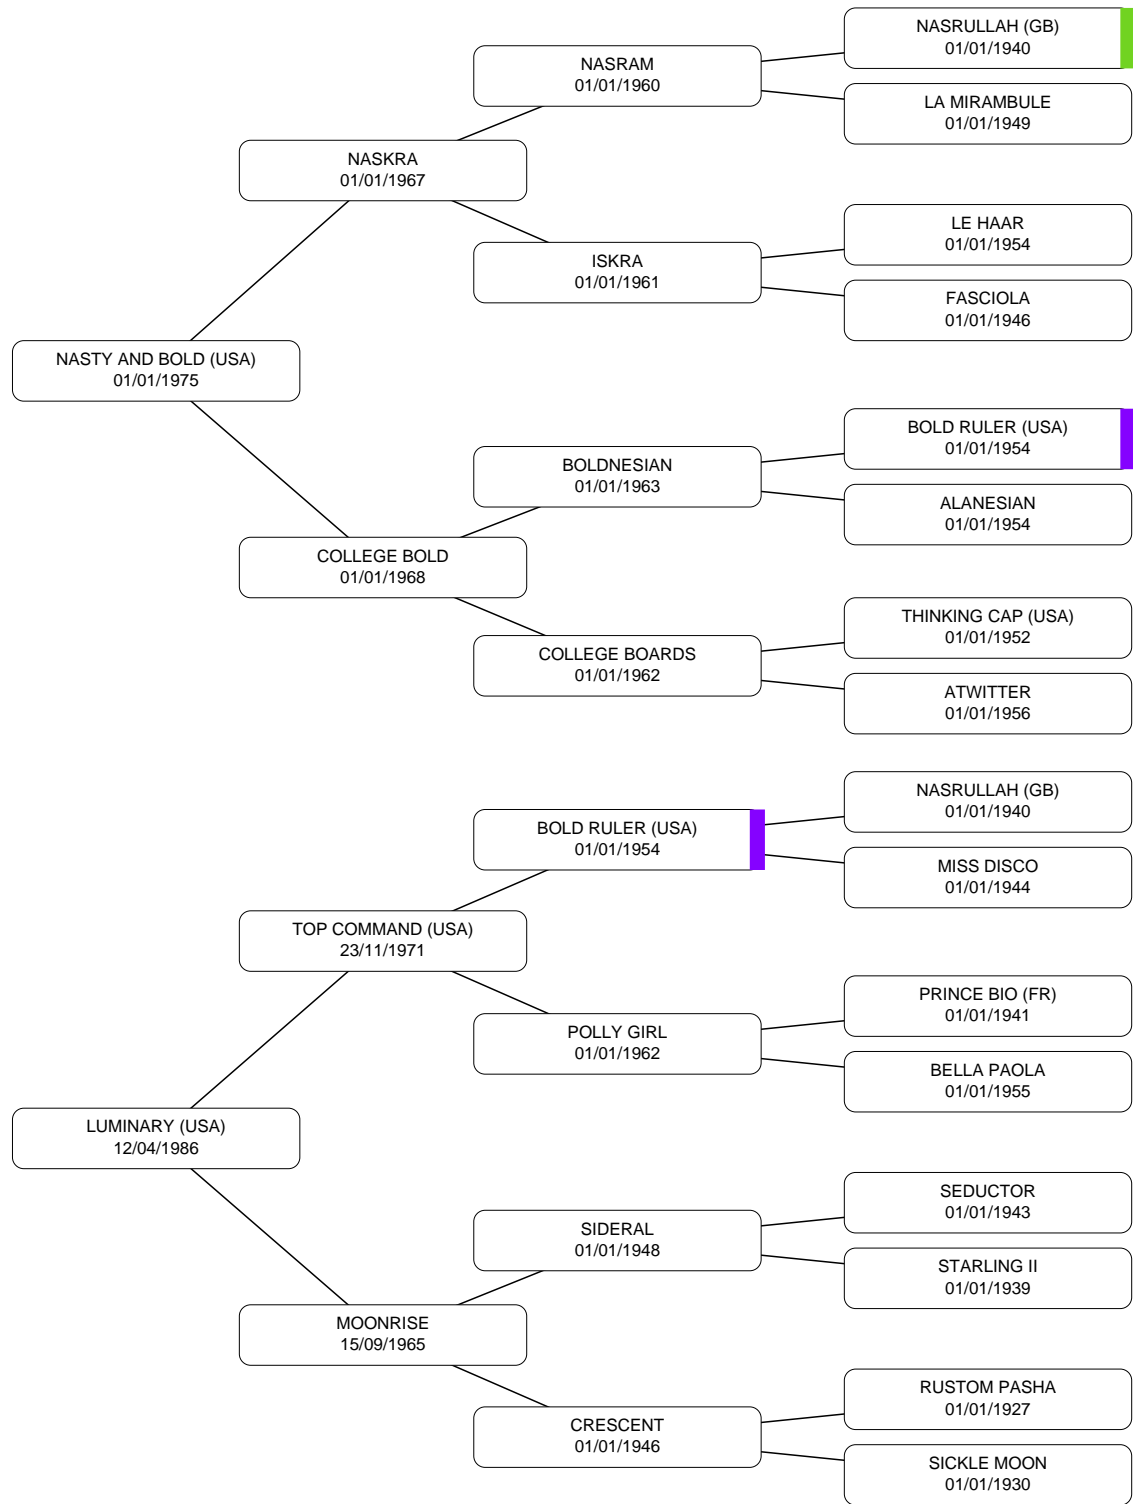 NASRULLAH (GB)
01/01/1940
NASRAM
01/01/1960
LA MIRAMBULE
01/01/1949
NASKRA
01/01/1967
LE HAAR
01/01/1954
ISKRA
01/01/1961
FASCIOLA
01/01/1946
NASTY AND BOLD (USA)
01/01/1975
BOLD RULER (USA)
01/01/1954
BOLDNESIAN
01/01/1963
ALANESIAN
01/01/1954
COLLEGE BOLD
01/01/1968
THINKING CAP (USA)
01/01/1952
COLLEGE BOARDS
01/01/1962
ATWITTER
01/01/1956
NASRULLAH (GB)
01/01/1940
BOLD RULER (USA)
01/01/1954
MISS DISCO
01/01/1944
TOP COMMAND (USA)
23/11/1971
PRINCE BIO (FR)
01/01/1941
POLLY GIRL
01/01/1962
BELLA PAOLA
01/01/1955
LUMINARY (USA)
12/04/1986
SEDUCTOR
01/01/1943
SIDERAL
01/01/1948
STARLING II
01/01/1939
MOONRISE
15/09/1965
RUSTOM PASHA
01/01/1927
CRESCENT
01/01/1946
SICKLE MOON
01/01/1930